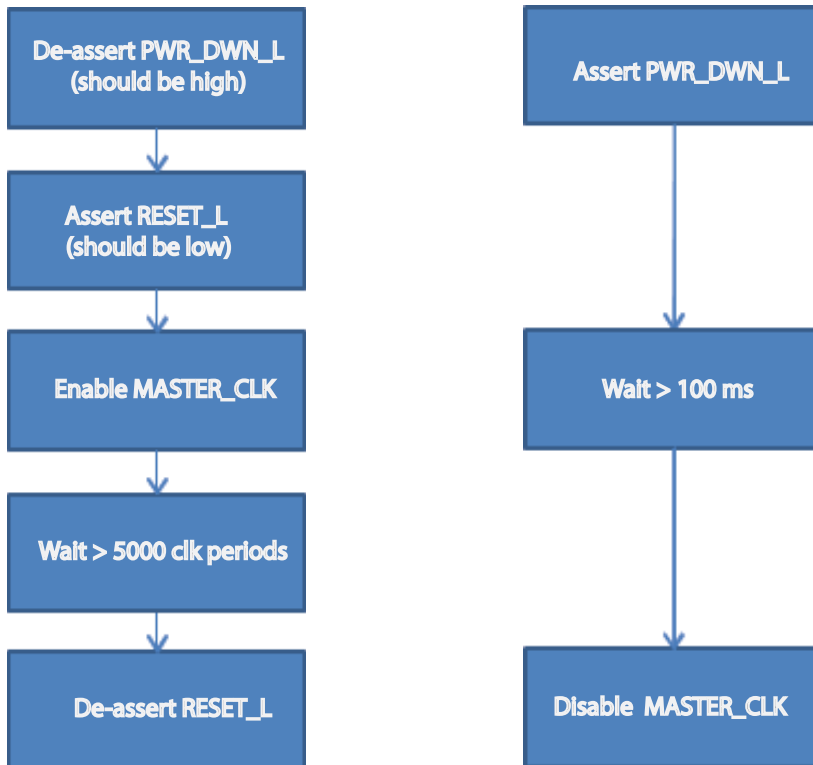 De-assert PWR_DWN_L
(should be high)
Assert RESET_L
(should be low)
Enable MASTER_CLK
Wait > 5000 clk periods
De-assert RESET_L
Assert PWR_DWN_L
Wait > 100 ms
Disable MASTER_CLK